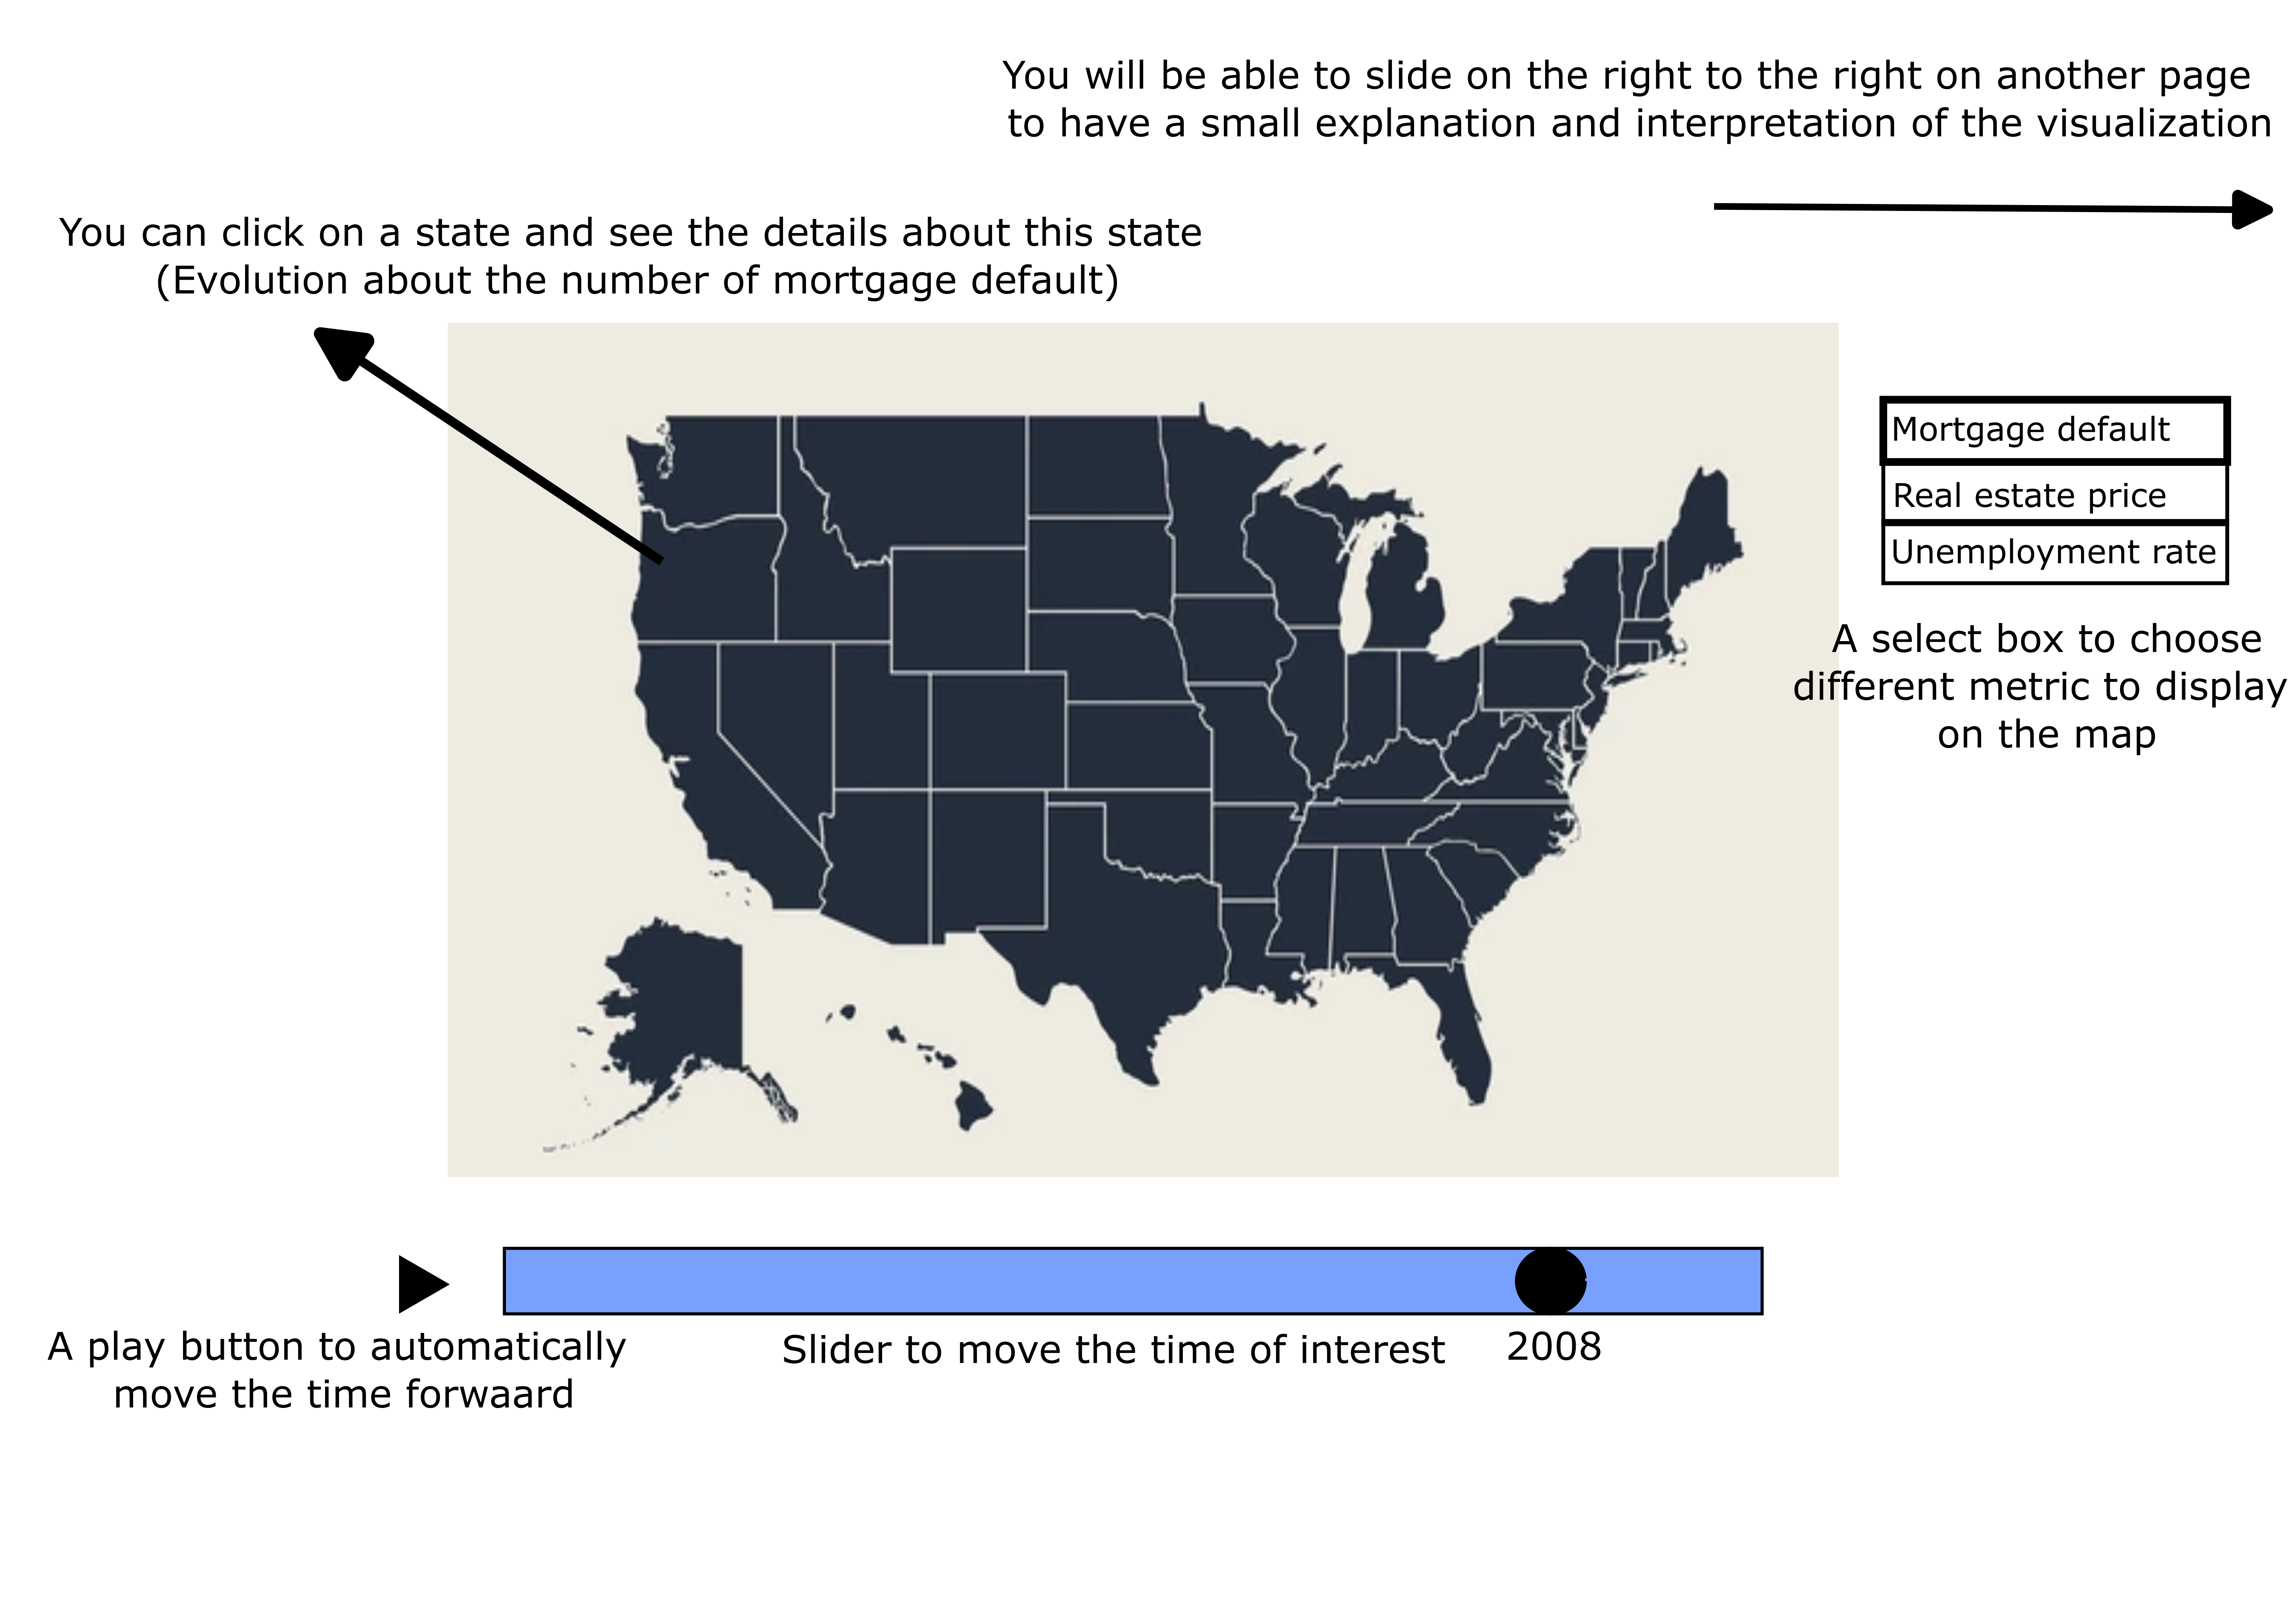 You will be able to slide on the right to the right on another page
to have a small explanation and interpretation of the visualization
You can click on a state and see the details about this state
(Evolution about the number of mortgage default)
Mortgage default
Real estate price
Unemployment rate
A select box to choose
different metric to display
on the map
A play button to automatically
move the time forwaard
Slider to move the time of interest
2008